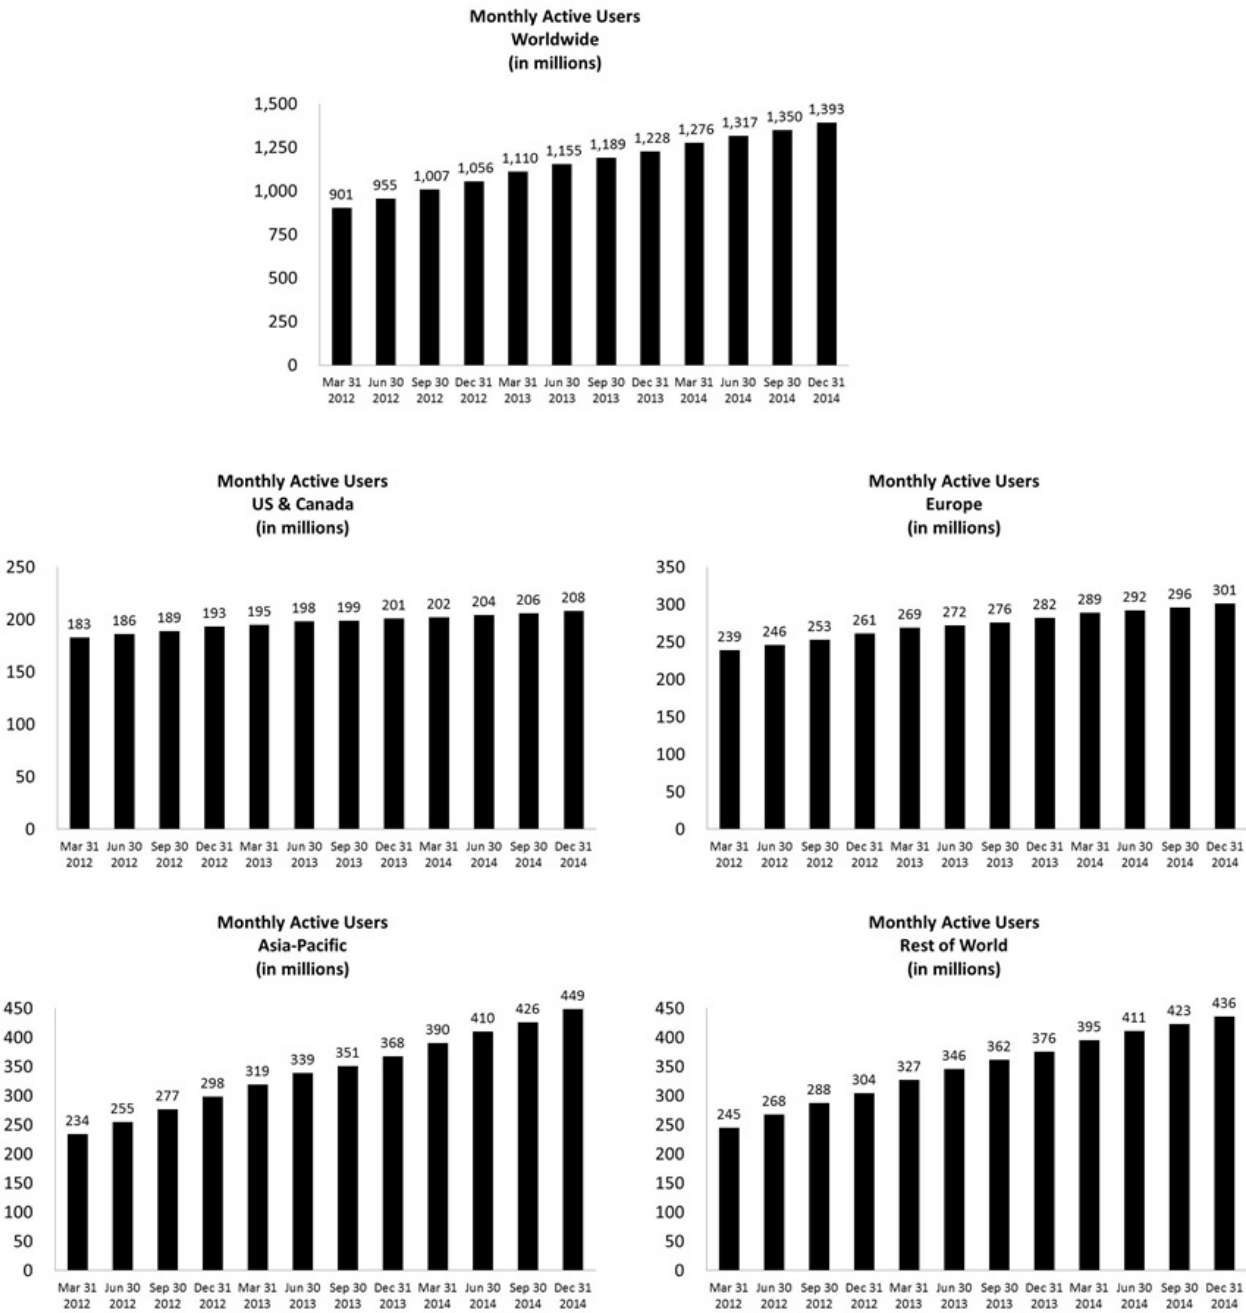 Monthly Active Users
Worldwide
(in millions)
1,500
1,250
1,000
750
500
250
0
901 955 1,007 1,056 1,110 1,155 1,189 1,228 1,276 1,317 1,350 1,393
Mar 31 Jun 30 Sep 30 Dec 31 Mar 31 Jun 30 Sep 30 Dec 31 Mar 31 Jun 30 Sep 30 Dec 31
2012 2012 2012 2012 2013 2013 2013 2013 2014 2014 2014 2014
Monthly Active Users
US & Canada
(in millions)
250
200
150
100
50
0
183 186 189 193 195 198 199 201 202 204 206 208
Mar 31 Jun 30 Sep 30 Dec 31 Mar 31 Jun 30 Sep 30 Dec 31 Mar 31 Jun 30 Sep 30 Dec 31
2012 2012 2012 2012 2013 2013 2013 2013 2014 2014 2014 2014
Monthly Active Users
Europe
(in millions)
350
300
250
200
150
100
50
0
239 246 253 261 269 272 276 282 289 292 296 301
Mar 31 Jun 30 Sep 30 Dec 31 Mar 31 Jun 30 Sep 30 Dec 31 Mar 31 Jun 30 Sep 30 Dec 31
2012 2012 2012 2012 2013 2013 2013 2013 2014 2014 2014 2014
Monthly Active Users
Asia-Pacific
(in millions)
450
400
350
300
250
200
150
100
50
0
234 255 277 298 319 339 351 368 390 410 426 449
Mar 31 Jun 30 Sep 30 Dec 31 Mar 31 Jun 30 Sep 30 Dec 31 Mar 31 Jun 30 Sep 30 Dec 31
2012 2012 2012 2012 2013 2013 2013 2013 2014 2014 2014 2014
Monthly Active Users
Rest of World
(in millions)
450
400
350
300
250
200
150
100
50
0
245 268 288 304 327 346 362 376 395 411 423 436
Mar 31 Jun 30 Sep 30 Dec 31 Mar 31 Jun 30 Sep 30 Dec 31 Mar 31 Jun 30 Sep 30 Dec 31
2012 2012 2012 2012 2013 2013 2013 2013 2014 2014 2014 2014